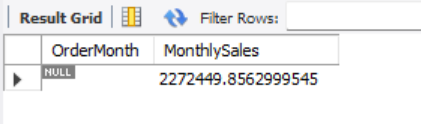 Result Grid Filter Rows:
OrderMonth MonthlySales
NULL 2272449.8562999545